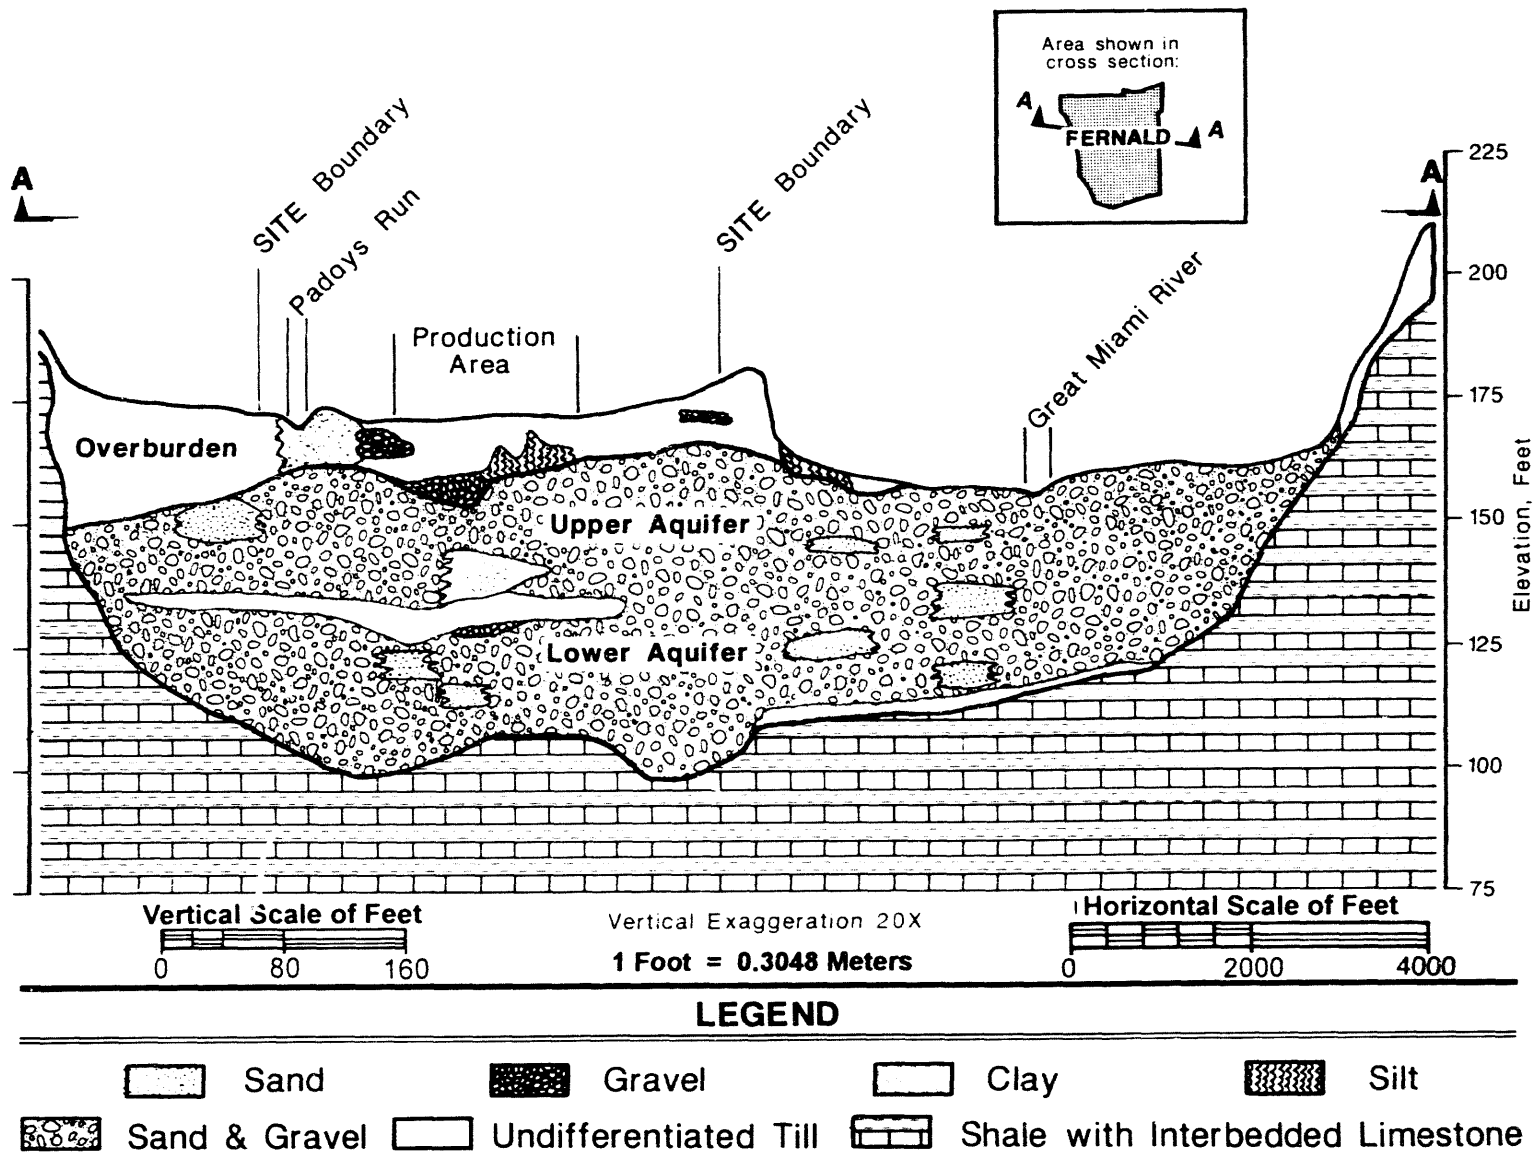 Area shown in
cross section:
A
FERNALD
A
A
SITE Boundary
Paddys Run
SITE Boundary
Great Miami River
A
Production
Area
Overburden
Upper Aquifer
Lower Aquifer
225
200
175
150
125
100
75
Elevation, Feet
Vertical Scale of Feet
0 80 160
Vertical Exaggeration 20X
1 Foot = 0.3048 Meters
Horizontal Scale of Feet
0 2000 4000
LEGEND
Sand
Gravel
Clay
Silt
Sand & Gravel
Undifferentiated Till
Shale with Interbedded Limestone